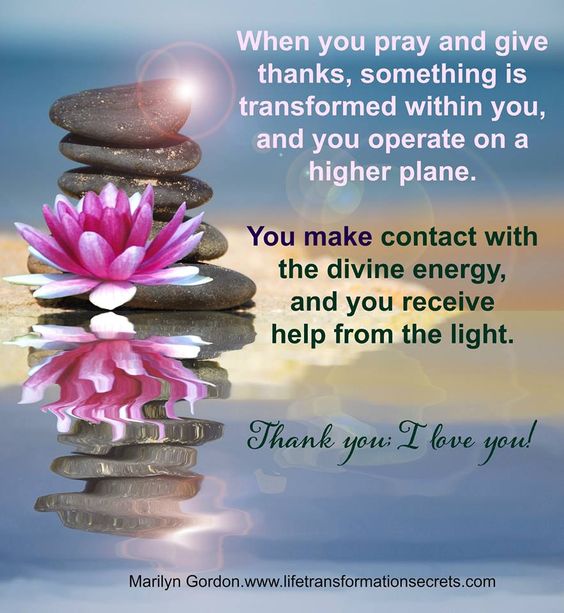 When you pray and give
thanks, something is
transformed within you,
and you operate on a
higher plane.
You make contact with
the divine energy,
and you receive
help from the light.
Thank you; I love you!
Marilyn Gordon.www.lifetransformationsecrets.com